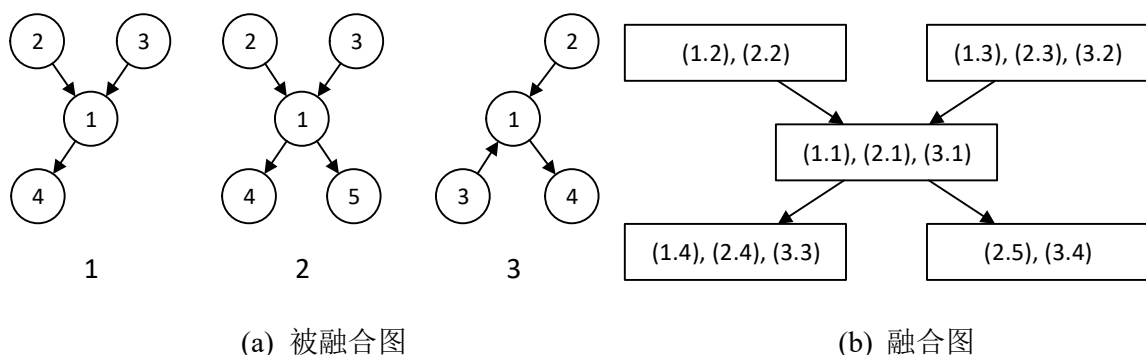 2 3 2 3 2
(1.2), (2.2) (1.3), (2.3), (3.2)
1 1 1
(1.1), (2.1), (3.1)
4 4 5 3 4
(1.4), (2.4), (3.3) (2.5), (3.4)
1 2 3
(a) 被融合图 (b) 融合图